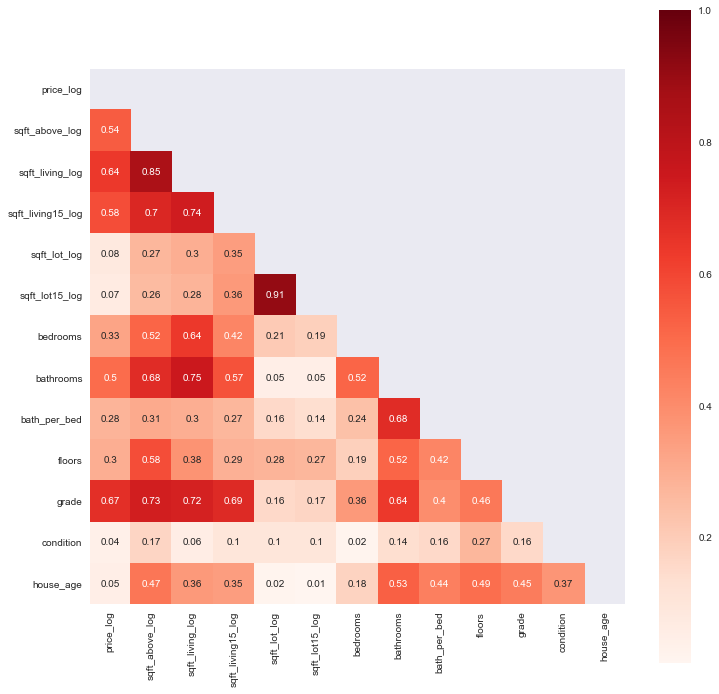 1.0
price_log
sqft_above_log 0.54
0.8
sqft_living_log 0.64 0.85
sqft_living15_log 0.58 0.7 0.74
sqft_lot_log 0.08 0.27 0.3 0.35
0.6
sqft_lot15_log 0.07 0.26 0.28 0.36 0.91
bedrooms 0.33 0.52 0.64 0.42 0.21 0.19
bathrooms 0.5 0.68 0.75 0.57 0.05 0.05 0.52
0.4
bath_per_bed 0.28 0.31 0.3 0.27 0.16 0.14 0.24 0.68
floors 0.3 0.58 0.38 0.29 0.28 0.27 0.19 0.52 0.42
grade 0.67 0.73 0.72 0.69 0.16 0.17 0.36 0.64 0.4 0.46
0.2
condition 0.04 0.17 0.06 0.1 0.1 0.1 0.02 0.14 0.16 0.27 0.16
house_age 0.05 0.47 0.36 0.35 0.02 0.01 0.18 0.53 0.44 0.49 0.45 0.37
price_log
sqft_above_log
sqft_living_log
sqft_living15_log
sqft_lot_log
sqft_lot15_log
bedrooms
bathrooms
bath_per_bed
floors
grade
condition
house_age